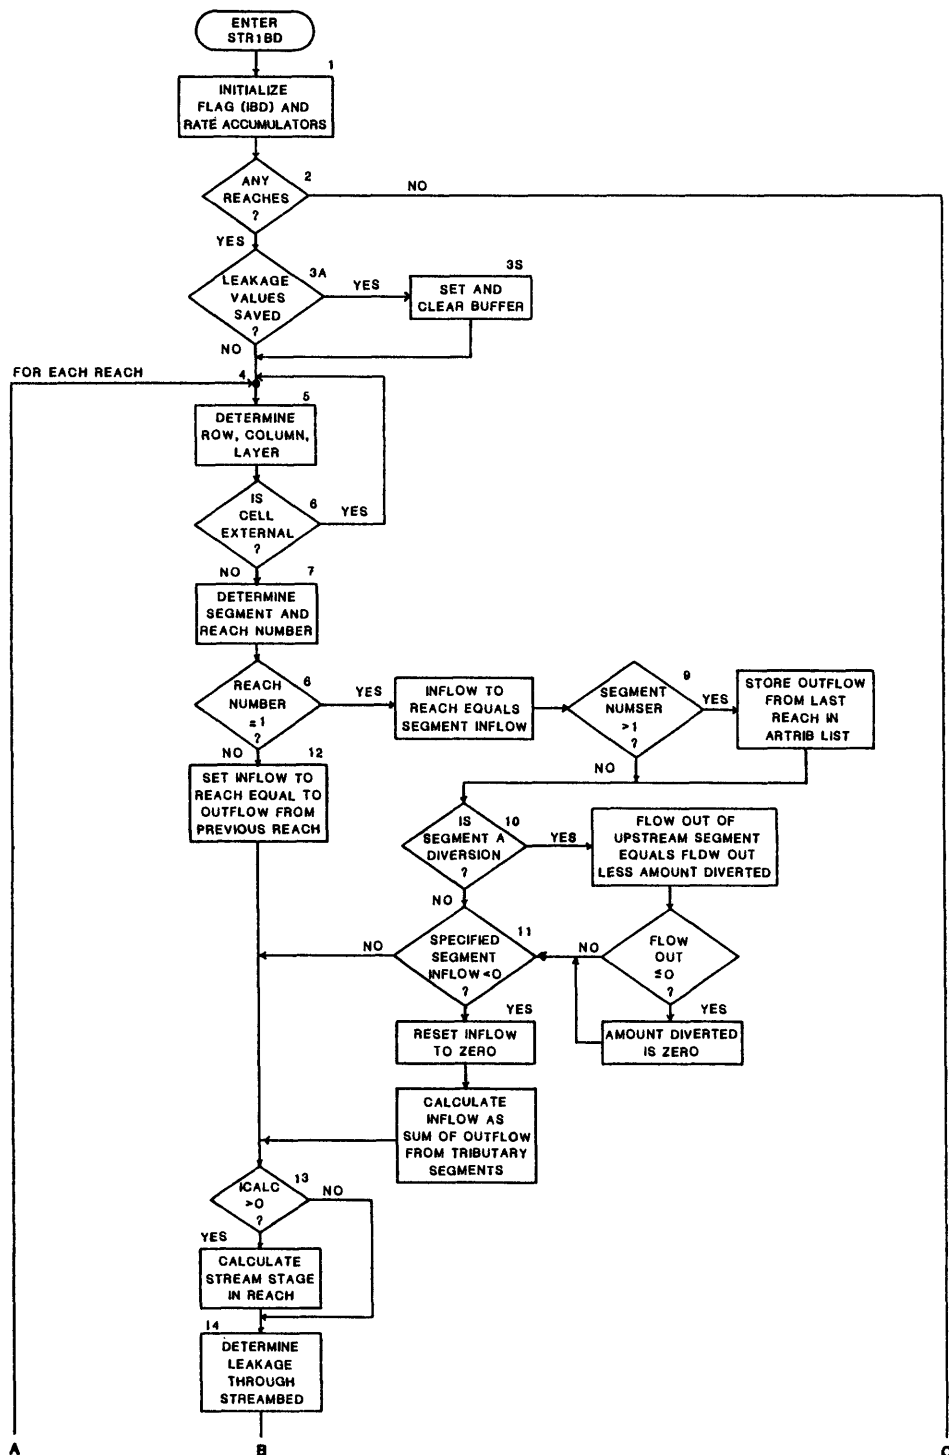 ENTER
STR1BD
1
INITIALIZE
FLAG (IBD) AND
RATE ACCUMULATORS
2
ANY
REACHES
?
NO
YES
3A
LEAKAGE
VALUES
SAVED
?
YES
3S
SET AND
CLEAR BUFFER
NO
FOR EACH REACH
4
5
DETERMINE
ROW, COLUMN,
LAYER
6
IS
CELL
EXTERNAL
?
YES
NO
7
DETERMINE
SEGMENT AND
REACH NUMBER
6
REACH
NUMBER
=1
?
YES
INFLOW TO
REACH EQUALS
SEGMENT INFLOW
9
SEGMENT
NUMSER
>1
?
YES
STORE OUTFLOW
FROM LAST
REACH IN
ARTRIB LIST
NO
NO
12
SET INFLOW TO
REACH EQUAL TO
OUTFLOW FROM
PREVIOUS REACH
10
IS
SEGMENT A
DIVERSION
?
YES
FLOW OUT OF
UPSTREAM SEGMENT
EQUALS FLDW OUT
LESS AMOUNT DIVERTED
NO
11
SPECIFIED
SEGMENT
INFLOW <0
?
NO
NO
FLOW
OUT
≤0
?
YES
YES
RESET INFLOW
TO ZERO
AMOUNT DIVERTED
IS ZERO
CALCULATE
INFLOW AS
SUM OF OUTFLOW
FROM TRIBUTARY
SEGMENTS
13
ICALC
>0
?
NO
YES
CALCULATE
STREAM STAGE
IN REACH
14
DETERMINE
LEAKAGE
THROUGH
STREAMBED
A
B
C